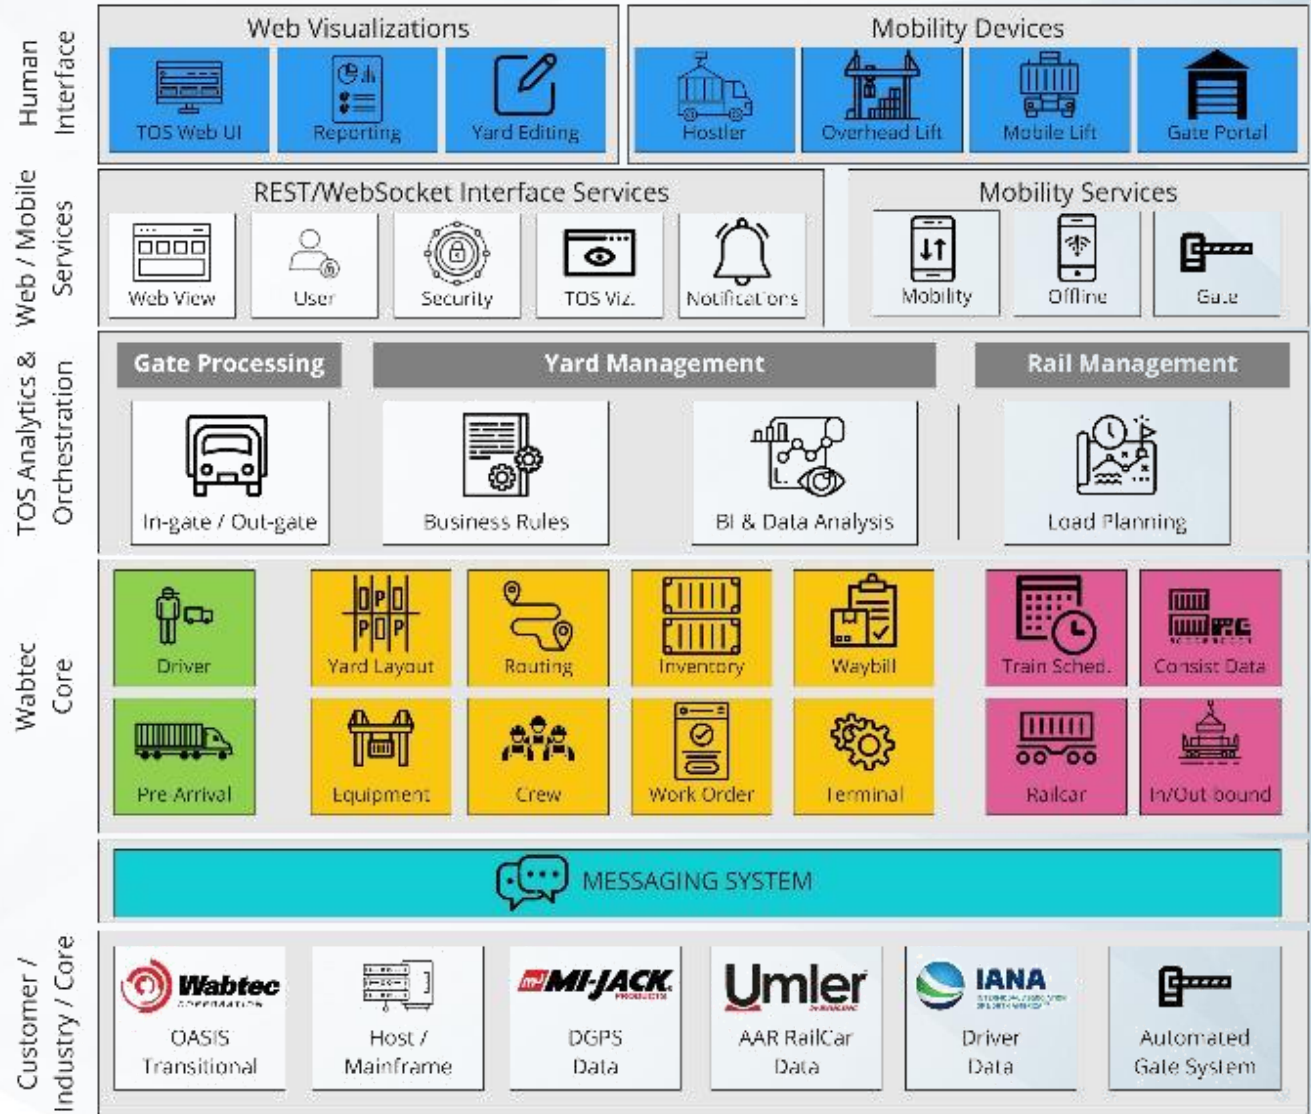 Human
Interface
Web Visualizations
TOS Web UI
Reporting
Yard Editing
Mobility Devices
Hostler
Overhead Lift
Mobile Lift
Gate Portal
Web / Mobile
Services
REST/WebSocket Interface Services
Web View
User
Security
TOS Viz.
Notifications
Mobility Services
Mobility
Offline
Gate
TOS Analytics &
Orchestration
Gate Processing
Yard Management
Rail Management
In-gate / Out-gate
Business Rules
BI & Data Analysis
Load Planning
Wabtec
Core
Driver
Yard Layout
Routing
Inventory
Waybill
Train Sched.
Consist Data
Pre Arrival
Equipment
Crew
Work Order
Terminal
Railcar
In/Out-bound
MESSAGING SYSTEM
Customer /
Industry / Core
Wabtec
CORPORATION
OASIS
Transitional
Host /
Mainframe
MI-JACK
PRODUCTS
DGPS
Data
Umler
AAR RailCar
Data
IANA
Driver
Data
Automated
Gate System